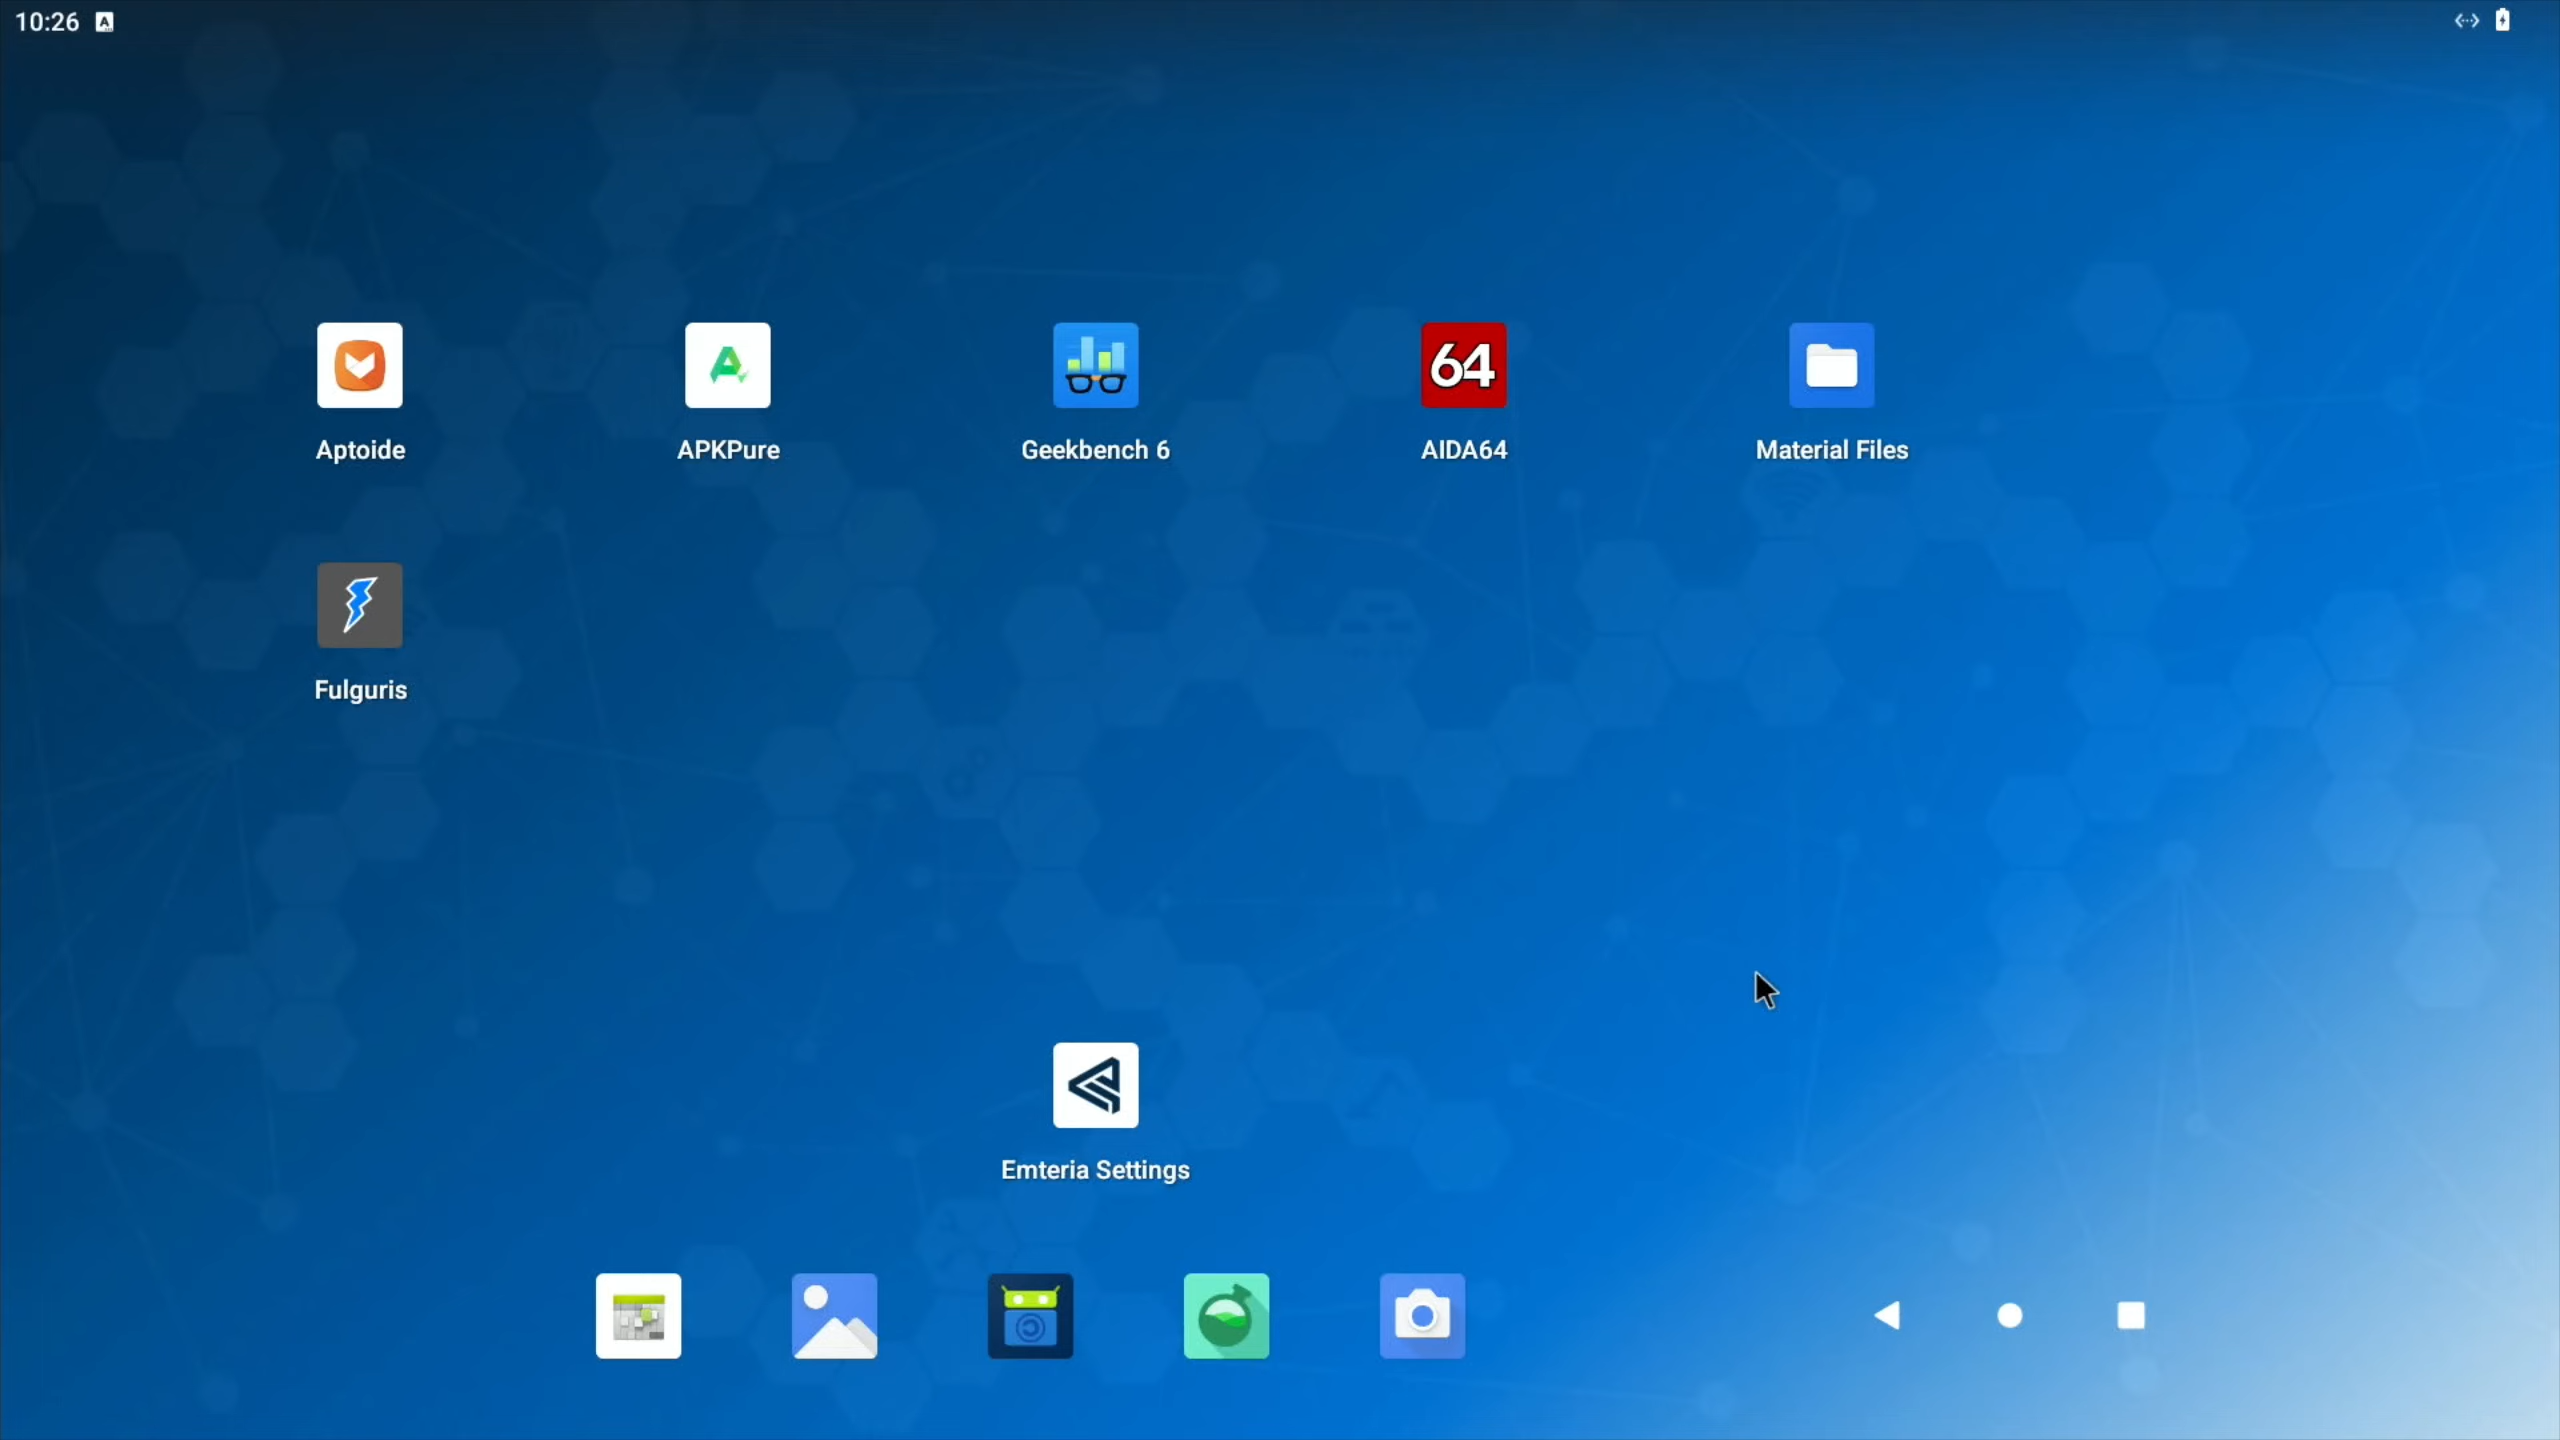 10:26 A
64
Aptoide
APKPure
Geekbench 6
AIDA64
Material Files
Fulguris
Emteria Settings